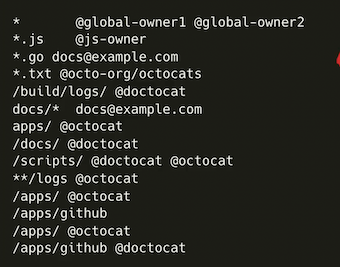 *       @global-owner1 @global-owner2
*.js    @js-owner
*.go docs@example.com
*.txt @octo-org/octocats
/build/logs/ @doctocat
docs/*  docs@example.com
apps/ @octocat
/docs/ @doctocat
/scripts/ @doctocat @octocat
**/logs @octocat
/apps/ @octocat
/apps/github
/apps/ @octocat
/apps/github @doctocat